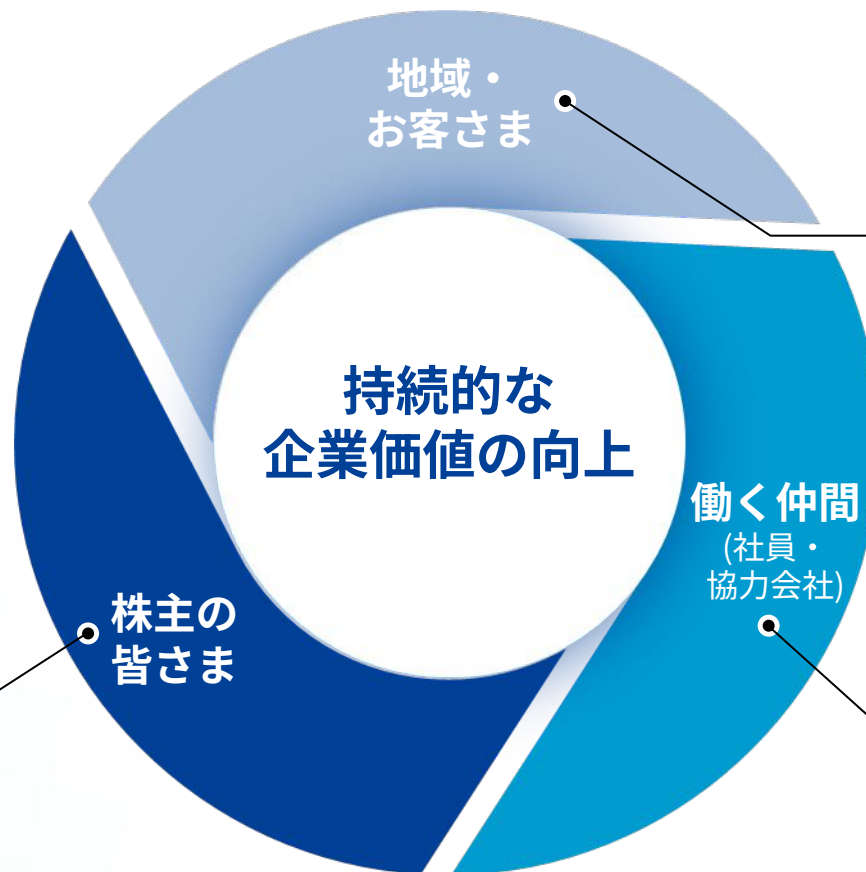 地域・
お客さま
持続的な
企業価値の向上
働く仲間
(社員・
協力会社)
株主の
皆さま